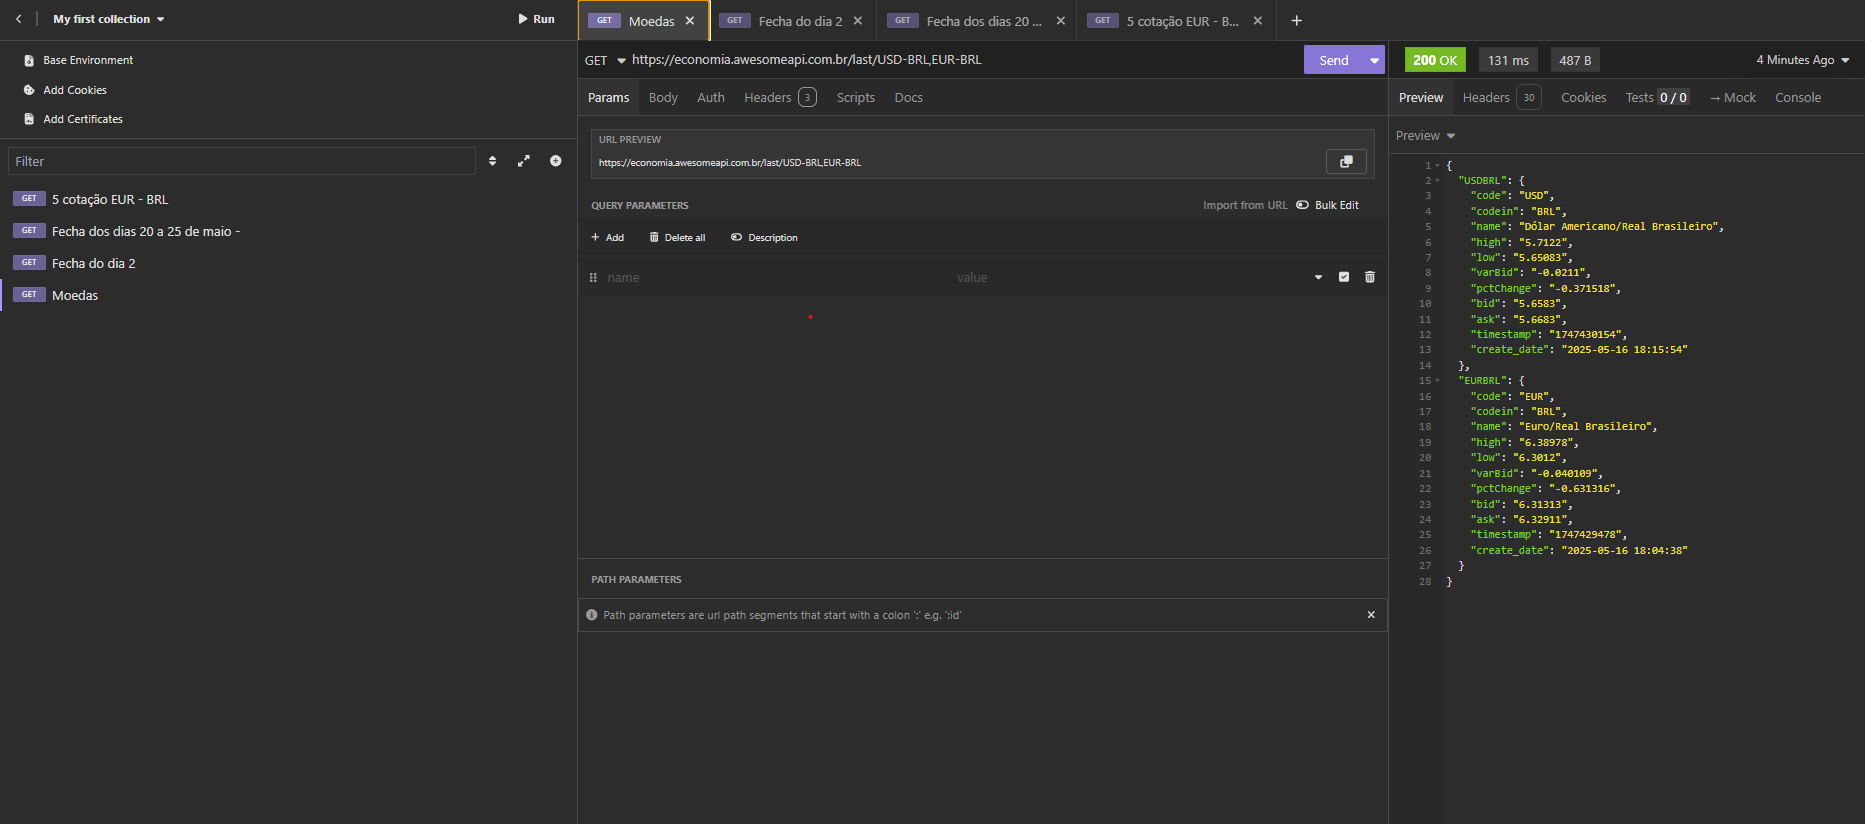 My first collection
Run
Base Environment
Add Cookies
Add Certificates
Filter
GET 5 cotação EUR - BRL
GET Fecha dos dias 20 a 25 de maio -
GET Fecha do dia 2
GET Moedas
GET Moedas
GET Fecha do dia 2
GET Fecha dos dias 20 ...
GET 5 cotação EUR - B...
GET https://economia.awesomeapi.com.br/last/USD-BRL,EUR-BRL
Send
Params Body Auth Headers 3 Scripts Docs
URL PREVIEW
https://economia.awesomeapi.com.br/last/USD-BRL,EUR-BRL
QUERY PARAMETERS
Import from URL Bulk Edit
+ Add Delete all Description
name value
PATH PARAMETERS
Path parameters are url path segments that start with a colon ':' e.g. ':id'
200 OK 131 ms 487 B 4 Minutes Ago
Preview Headers 30 Cookies Tests 0 / 0 → Mock Console
Preview
1 {
2 "USDBRL": {
3 "code": "USD",
4 "codein": "BRL",
5 "name": "Dólar Americano/Real Brasileiro",
6 "high": "5.7122",
7 "low": "5.65083",
8 "varBid": "-0.0211",
9 "pctChange": "-0.371518",
10 "bid": "5.6583",
11 "ask": "5.6683",
12 "timestamp": "1747430154",
13 "create_date": "2025-05-16 18:15:54"
14 },
15 "EURBRL": {
16 "code": "EUR",
17 "codein": "BRL",
18 "name": "Euro/Real Brasileiro",
19 "high": "6.38978",
20 "low": "6.3012",
21 "varBid": "-0.040109",
22 "pctChange": "-0.631316",
23 "bid": "6.31313",
24 "ask": "6.32911",
25 "timestamp": "1747429478",
26 "create_date": "2025-05-16 18:04:38"
27 }
28 }